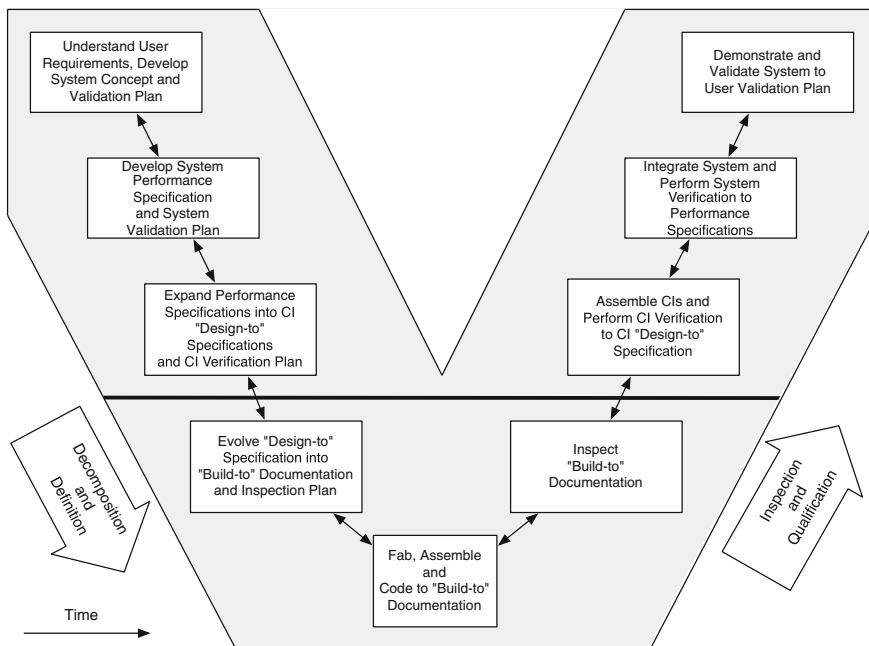 Understand User
Requirements, Develop
System Concept and
Validation Plan
Demonstrate and
Validate System to
User Validation Plan
Develop System
Performance
Specification
and System
Validation Plan
Integrate System and
Perform System
Verification to
Performance
Specifications
Expand Performance
Specifications into CI
"Design-to"
Specifications
and CI Verification Plan
Assemble CIs and
Perform CI Verification
to CI "Design-to"
Specification
Evolve "Design-to"
Specification into
"Build-to" Documentation
and Inspection Plan
Inspect
"Build-to"
Documentation
Fab, Assemble
and
Code to "Build-to"
Documentation
Decomposition
and
Definition
Inspection
and
Qualification
Time